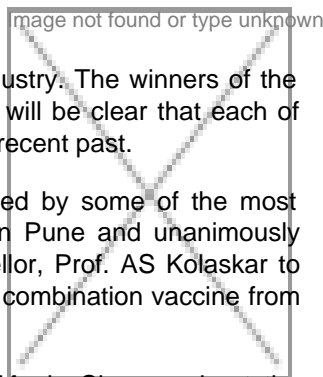 Image not found or type unknown
ustry. The winners of the
will be clear that each of
recent past.
ed by some of the most
n Pune and unanimously
llor, Prof. AS Kolaskar to
combination vaccine from